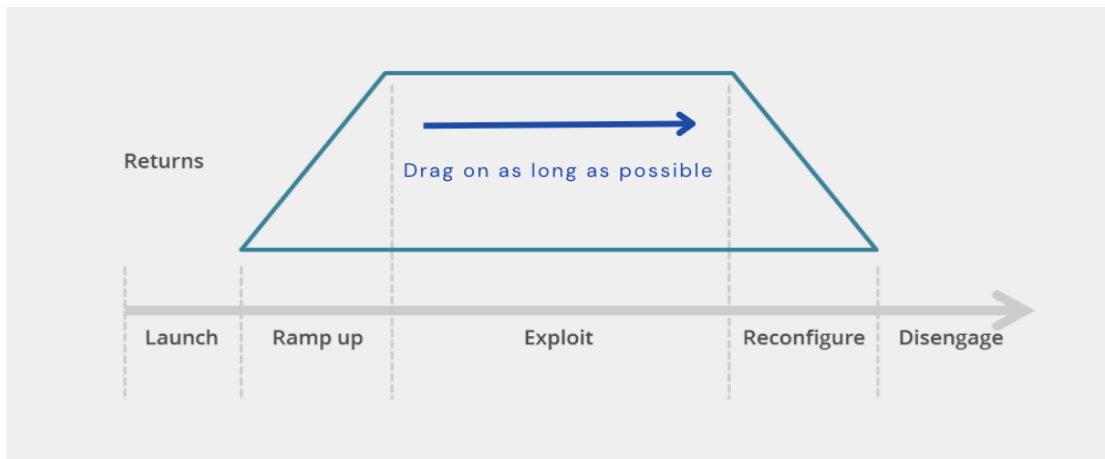 Returns
Drag on as long as possible
Launch
Ramp up
Exploit
Reconfigure
Disengage